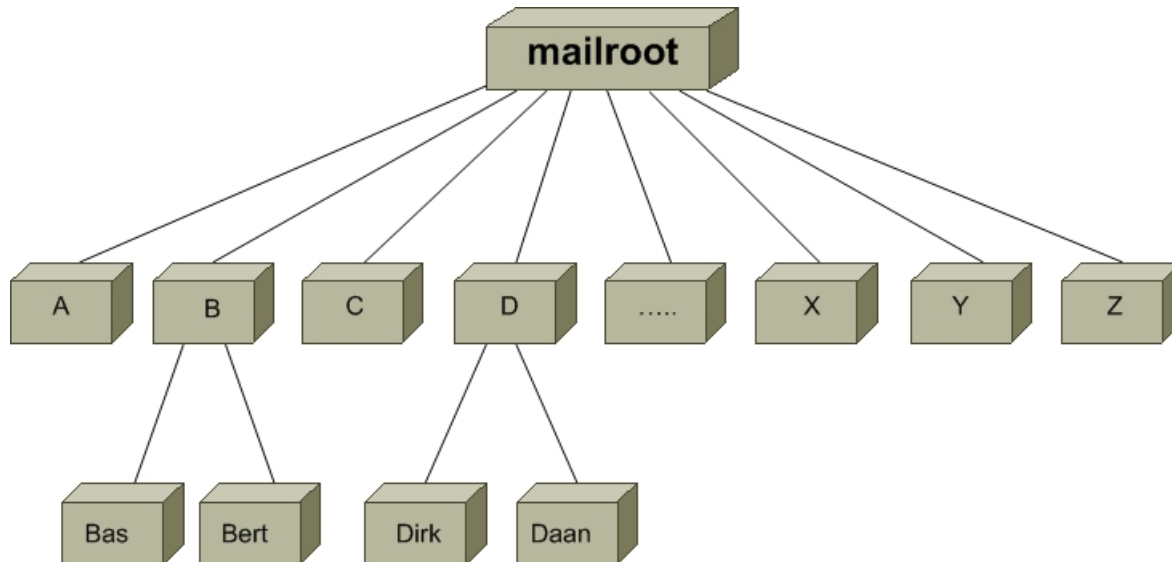 mailroot
A B C D ..... X Y Z
Bas Bert Dirk Daan